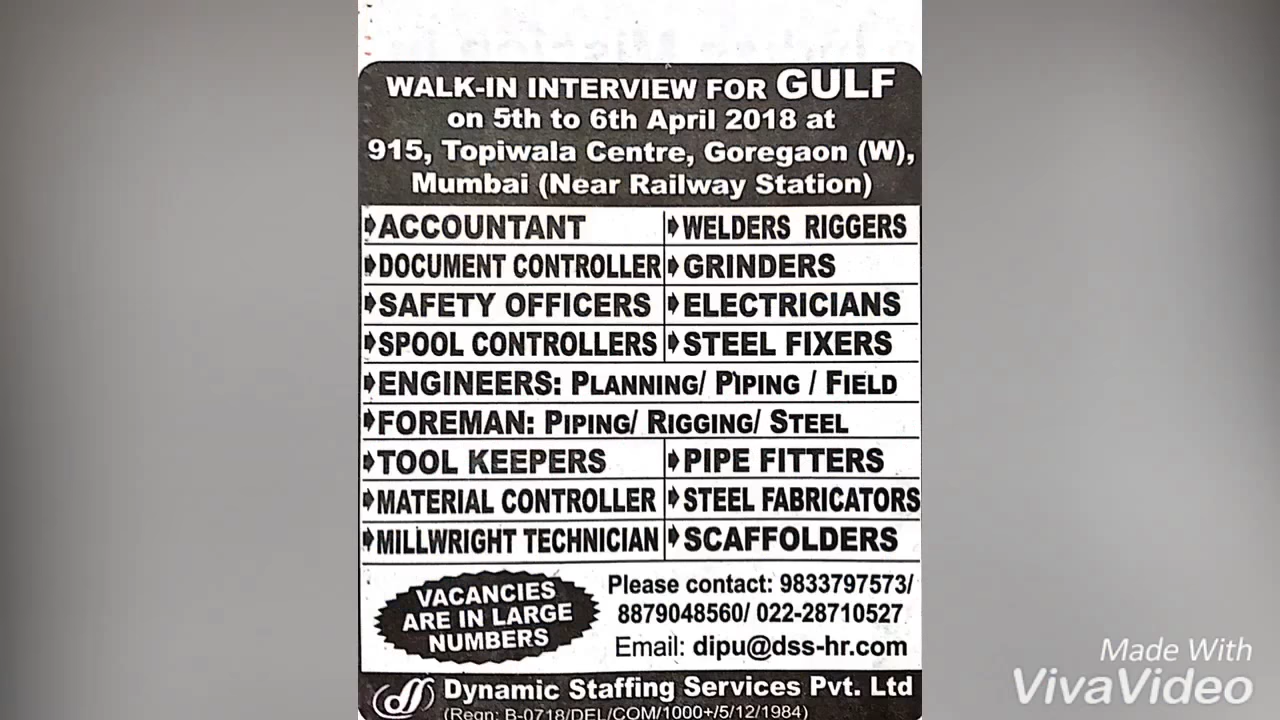 WALK-IN INTERVIEW FOR GULF
on 5th to 6th April 2018 at
915, Topiwala Centre, Goregaon (W),
Mumbai (Near Railway Station)
ACCOUNTANT
WELDERS RIGGERS
DOCUMENT CONTROLLER
GRINDERS
SAFETY OFFICERS
ELECTRICIANS
SPOOL CONTROLLERS
STEEL FIXERS
ENGINEERS: PLANNING/ PIPING / FIELD
FOREMAN: PIPING/ RIGGING/ STEEL
TOOL KEEPERS
PIPE FITTERS
MATERIAL CONTROLLER
STEEL FABRICATORS
MILLWRIGHT TECHNICIAN
SCAFFOLDERS
VACANCIES
ARE IN LARGE
NUMBERS
Please contact: 9833797573/
8879048560/ 022-28710527
Email: dipu@dss-hr.com
Dynamic Staffing Services Pvt. Ltd
(Regn: B-0718/DEL/COM/1000+/5/12/1984)
Made With
VivaVideo